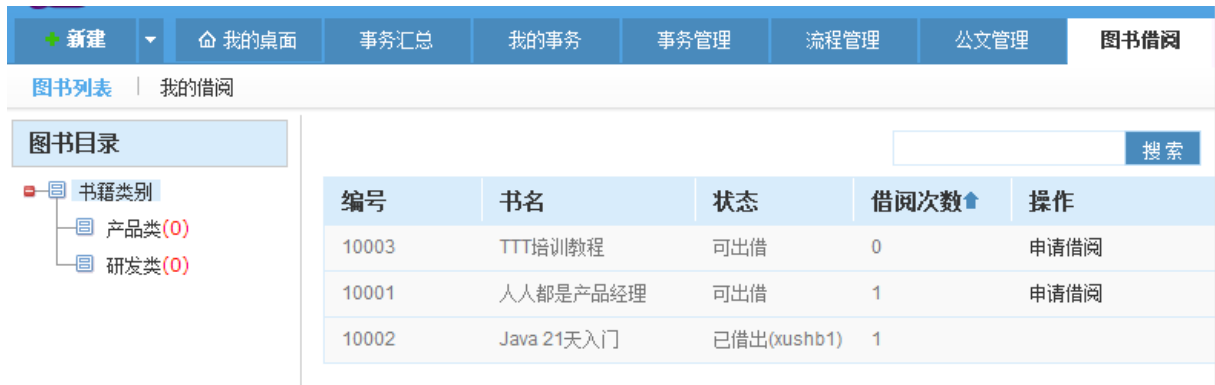 新建 我的桌面 事务汇总 我的事务 事务管理 流程管理 公文管理 图书借阅
图书列表 我的借阅
图书目录
搜索
书籍类别
产品类(0)
研发类(0)
编号 书名 状态 借阅次数 操作
10003 TTT培训教程 可出借 0 申请借阅
10001 人人都是产品经理 可出借 1 申请借阅
10002 Java 21天入门 已借出(xushb1) 1